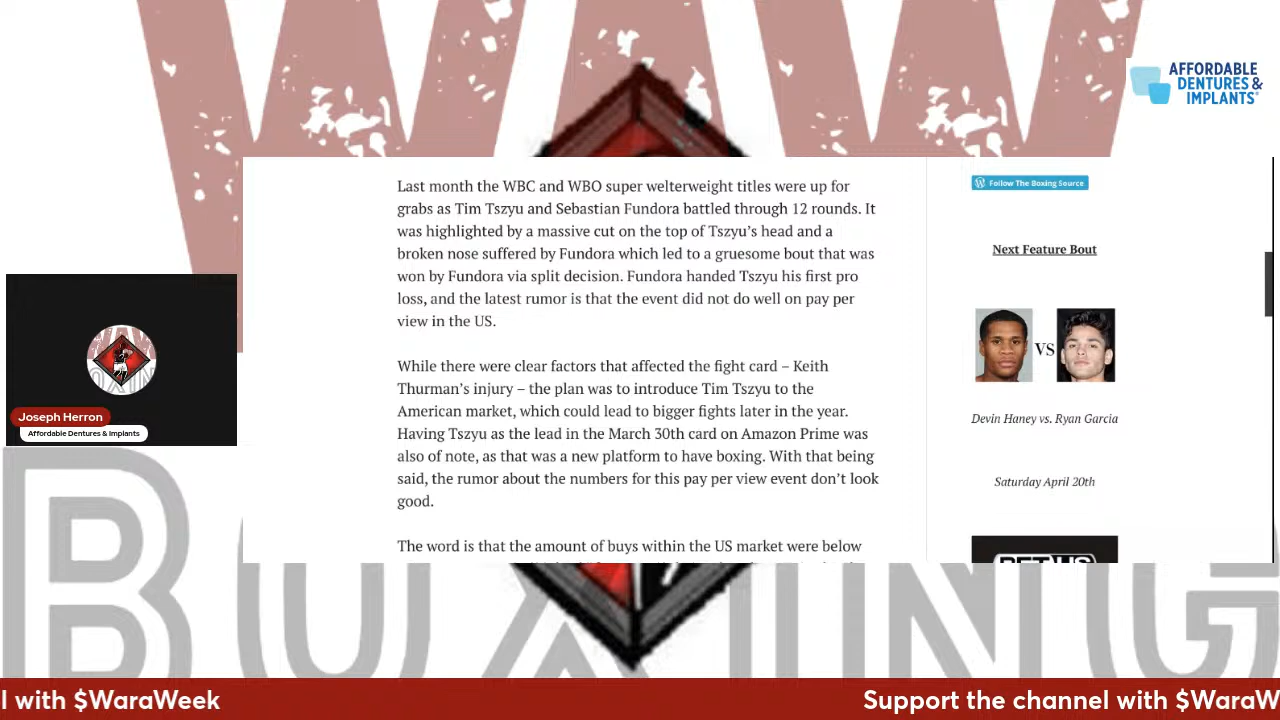 WAW
AFFORDABLE
DENTURES &
IMPLANTS
Last month the WBC and WBO super welterweight titles were up for
grabs as Tim Tszyu and Sebastian Fundora battled through 12 rounds. It
was highlighted by a massive cut on the top of Tszyu’s head and a
broken nose suffered by Fundora which led to a gruesome bout that was
won by Fundora via split decision. Fundora handed Tszyu his first pro
loss, and the latest rumor is that the event did not do well on pay per
view in the US.
While there were clear factors that affected the fight card – Keith
Thurman’s injury – the plan was to introduce Tim Tszyu to the
American market, which could lead to bigger fights later in the year.
Having Tszyu as the lead in the March 30th card on Amazon Prime was
also of note, as that was a new platform to have boxing. With that being
said, the rumor about the numbers for this pay per view event don’t look
good.
The word is that the amount of buys within the US market were below
Follow The Boxing Source
Next Feature Bout
VS
Devin Haney vs. Ryan Garcia
Saturday April 20th
BET US
Joseph Herron
Affordable Dentures & Implants
BOXING
l with $WaraWeek
Support the channel with $WaraW